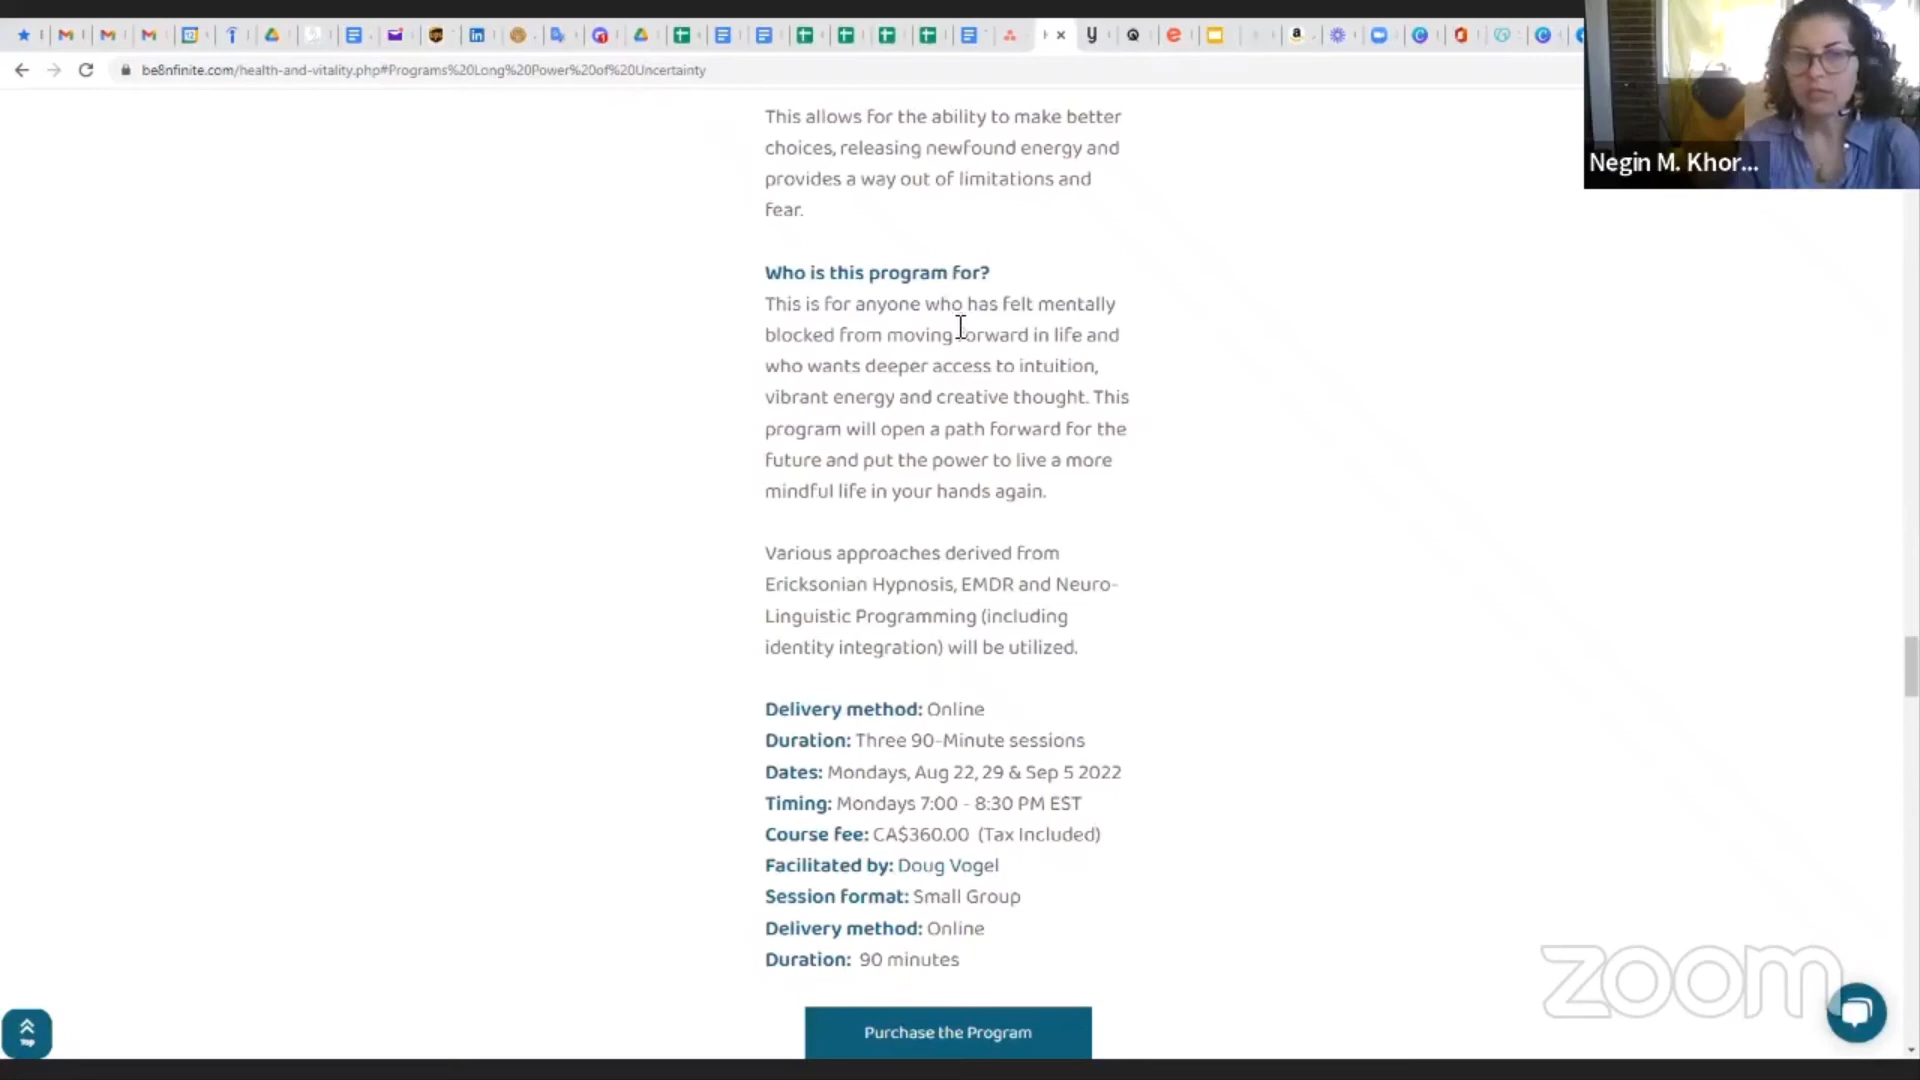 be8nfinite.com/health-and-vitality.php#Programs%20Long%20Power%20of%20Uncertainty
Negin M. Khor...
This allows for the ability to make better
choices, releasing newfound energy and
provides a way out of limitations and
fear.
Who is this program for?
This is for anyone who has felt mentally
blocked from moving forward in life and
who wants deeper access to intuition,
vibrant energy and creative thought. This
program will open a path forward for the
future and put the power to live a more
mindful life in your hands again.
Various approaches derived from
Ericksonian Hypnosis, EMDR and Neuro-
Linguistic Programming (including
identity integration) will be utilized.
Delivery method: Online
Duration: Three 90-Minute sessions
Dates: Mondays, Aug 22, 29 & Sep 5 2022
Timing: Mondays 7:00 - 8:30 PM EST
Course fee: CA$360.00 (Tax Included)
Facilitated by: Doug Vogel
Session format: Small Group
Delivery method: Online
Duration: 90 minutes
Purchase the Program
Top
zoom